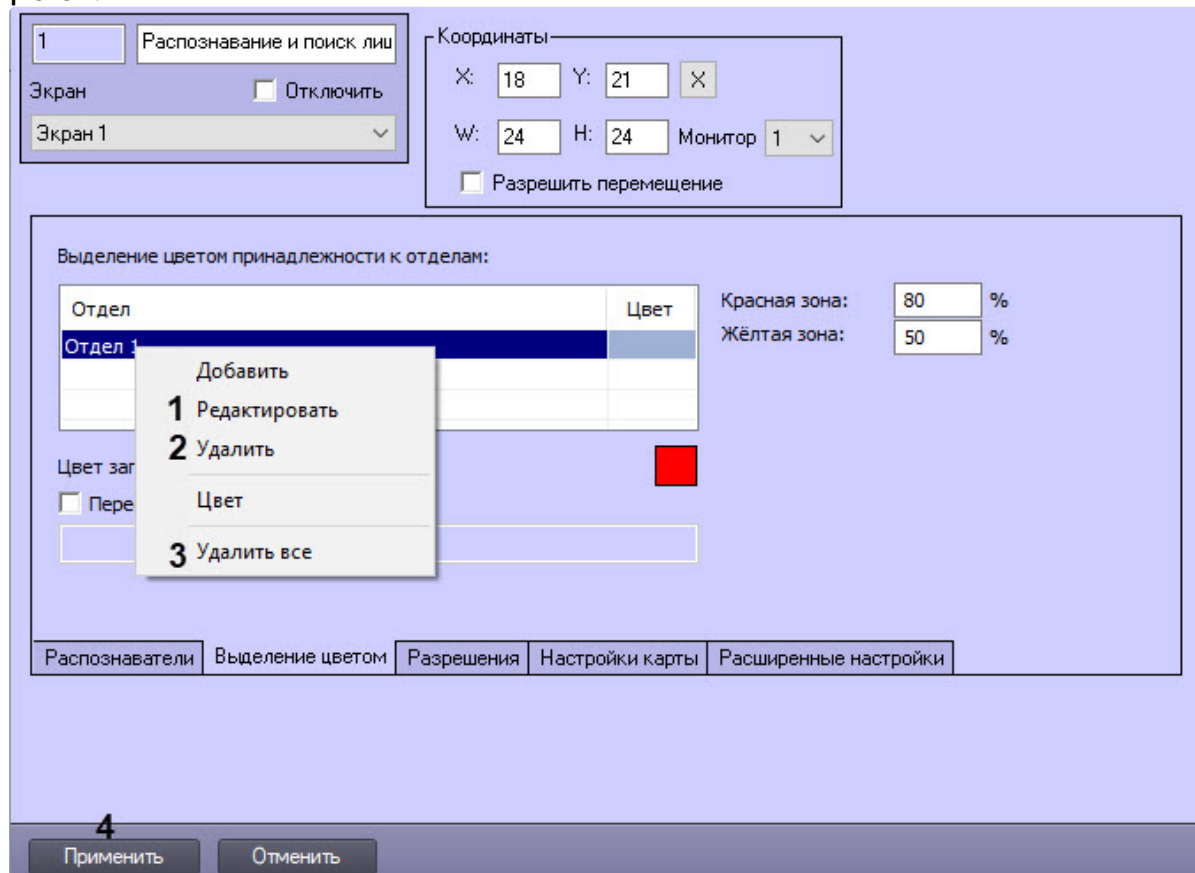 1 Распознавание и поиск лиц
Экран Отключить
Экран 1
Координаты
X: 18 Y: 21 X
W: 24 H: 24 Монитор 1
Разрешить перемещение
Выделение цветом принадлежности к отделам:
Отдел Цвет
Отдел 1
Красная зона: 80 %
Жёлтая зона: 50 %
Добавить
1 Редактировать
2 Удалить
Цвет
3 Удалить все
Цвет
Распознаватели Выделение цветом Разрешения Настройки карты Расширенные настройки
4
Применить Отменить